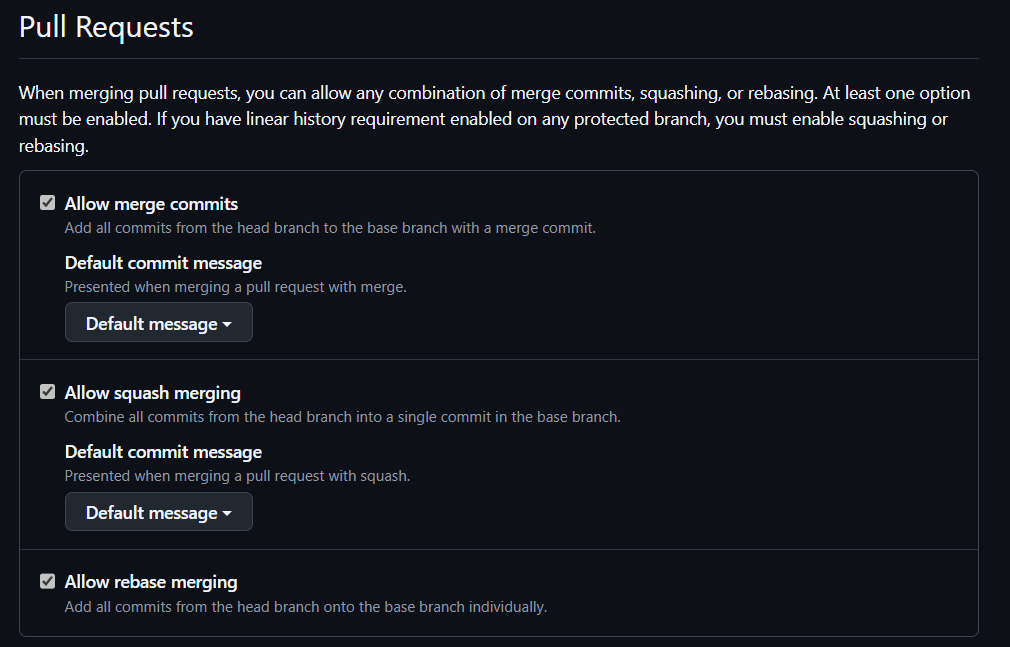 Pull Requests
When merging pull requests, you can allow any combination of merge commits, squashing, or rebasing. At least one option
must be enabled. If you have linear history requirement enabled on any protected branch, you must enable squashing or
rebasing.
Allow merge commits
Add all commits from the head branch to the base branch with a merge commit.
Default commit message
Presented when merging a pull request with merge.
Default message
Allow squash merging
Combine all commits from the head branch into a single commit in the base branch.
Default commit message
Presented when merging a pull request with squash.
Default message
Allow rebase merging
Add all commits from the head branch onto the base branch individually.